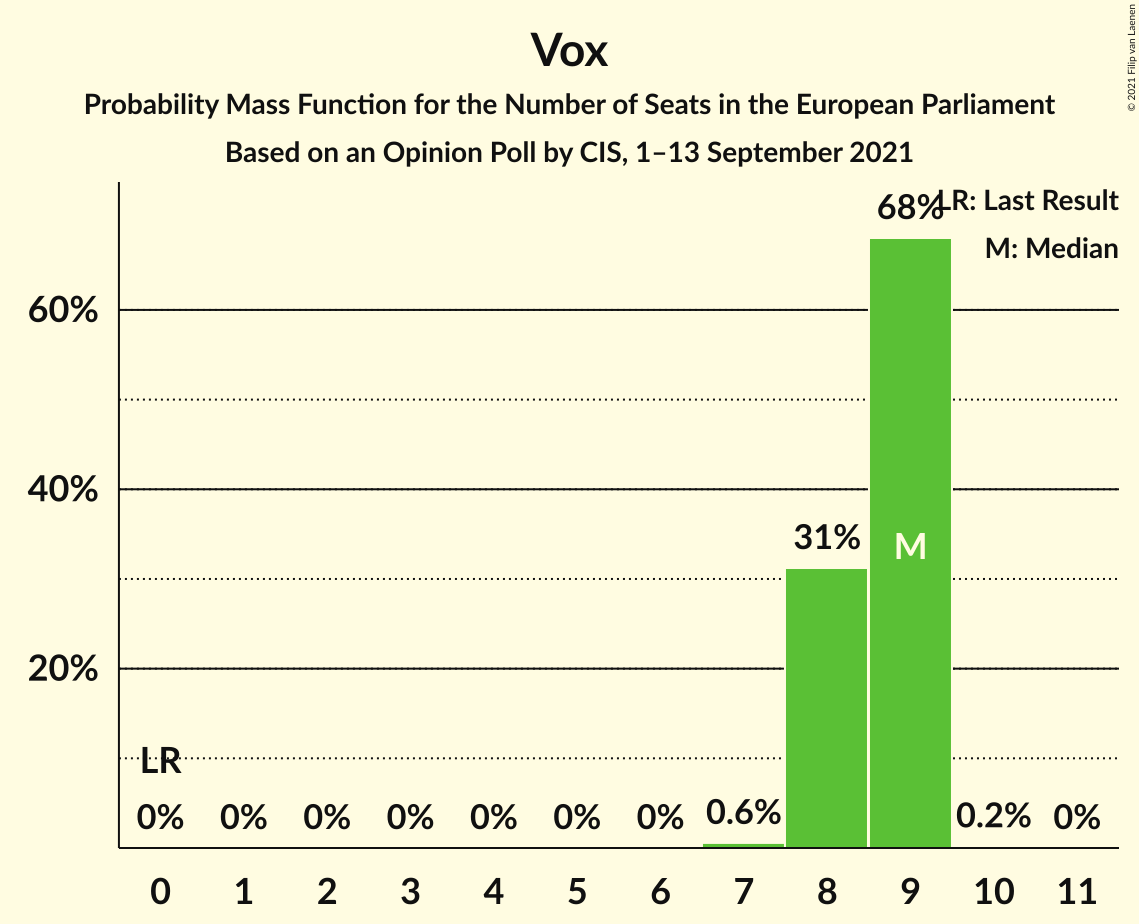 Vox
Probability Mass Function for the Number of Seats in the European Parliament
Based on an Opinion Poll by CIS, 1–13 September 2021
© 2021 Filip van Laenen
LR: Last Result
M: Median
68%
60%
40%
31%
M
20%
LR
0% 0% 0% 0% 0% 0% 0% 0.6% 0.2% 0%
0 1 2 3 4 5 6 7 8 9 10 11